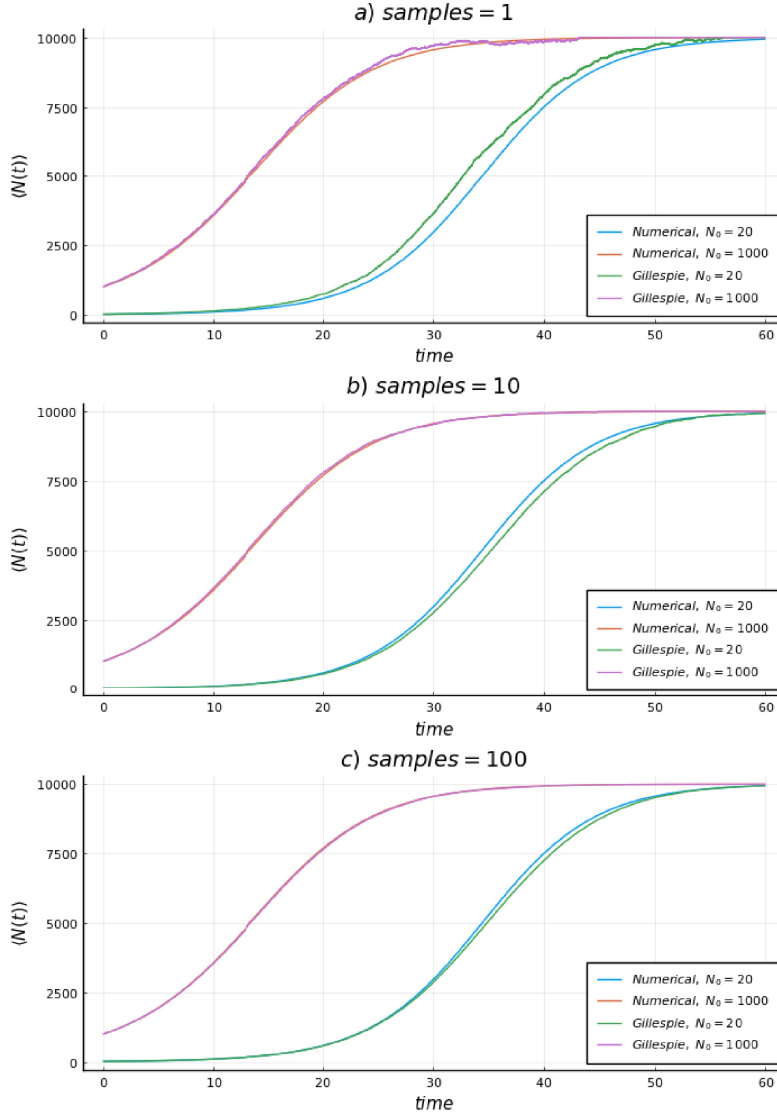 a) samples = 1
10000
7500
5000
2500
0
⟨N(t)⟩
0 10 20 30 40 50 60
time
Numerical, N₀ = 20
Numerical, N₀ = 1000
Gillespie, N₀ = 20
Gillespie, N₀ = 1000
b) samples = 10
10000
7500
5000
2500
0
⟨N(t)⟩
0 10 20 30 40 50 60
time
Numerical, N₀ = 20
Numerical, N₀ = 1000
Gillespie, N₀ = 20
Gillespie, N₀ = 1000
c) samples = 100
10000
7500
5000
2500
0
⟨N(t)⟩
0 10 20 30 40 50 60
time
Numerical, N₀ = 20
Numerical, N₀ = 1000
Gillespie, N₀ = 20
Gillespie, N₀ = 1000